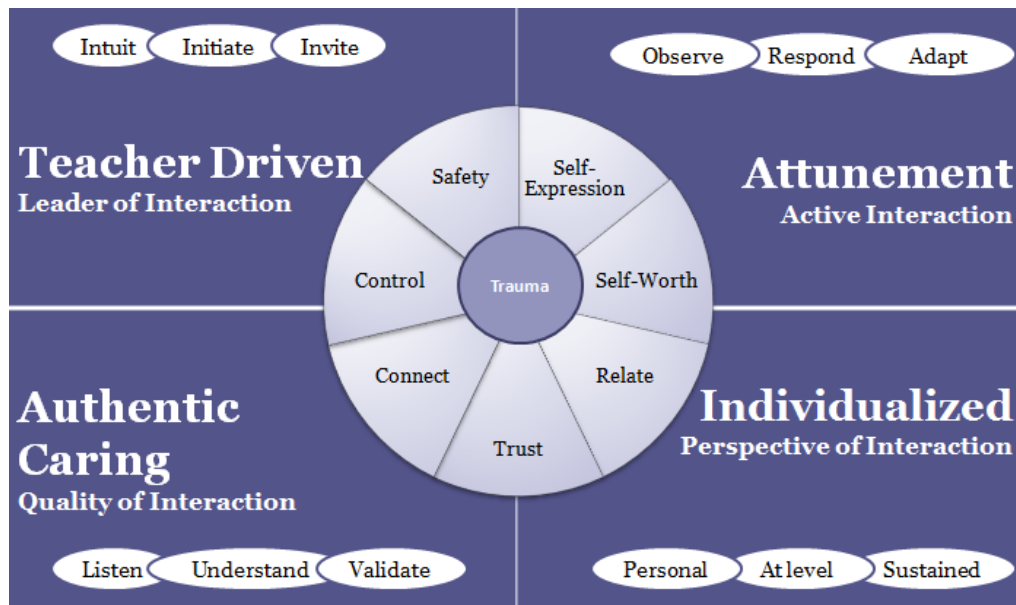 Intuit Initiate Invite
Teacher Driven
Leader of Interaction
Observe Respond Adapt
Attunement
Active Interaction
Safety
Self-
Expression
Control
Trauma
Self-Worth
Connect
Relate
Trust
Authentic
Caring
Quality of Interaction
Listen Understand Validate
Individualized
Perspective of Interaction
Personal At level Sustained